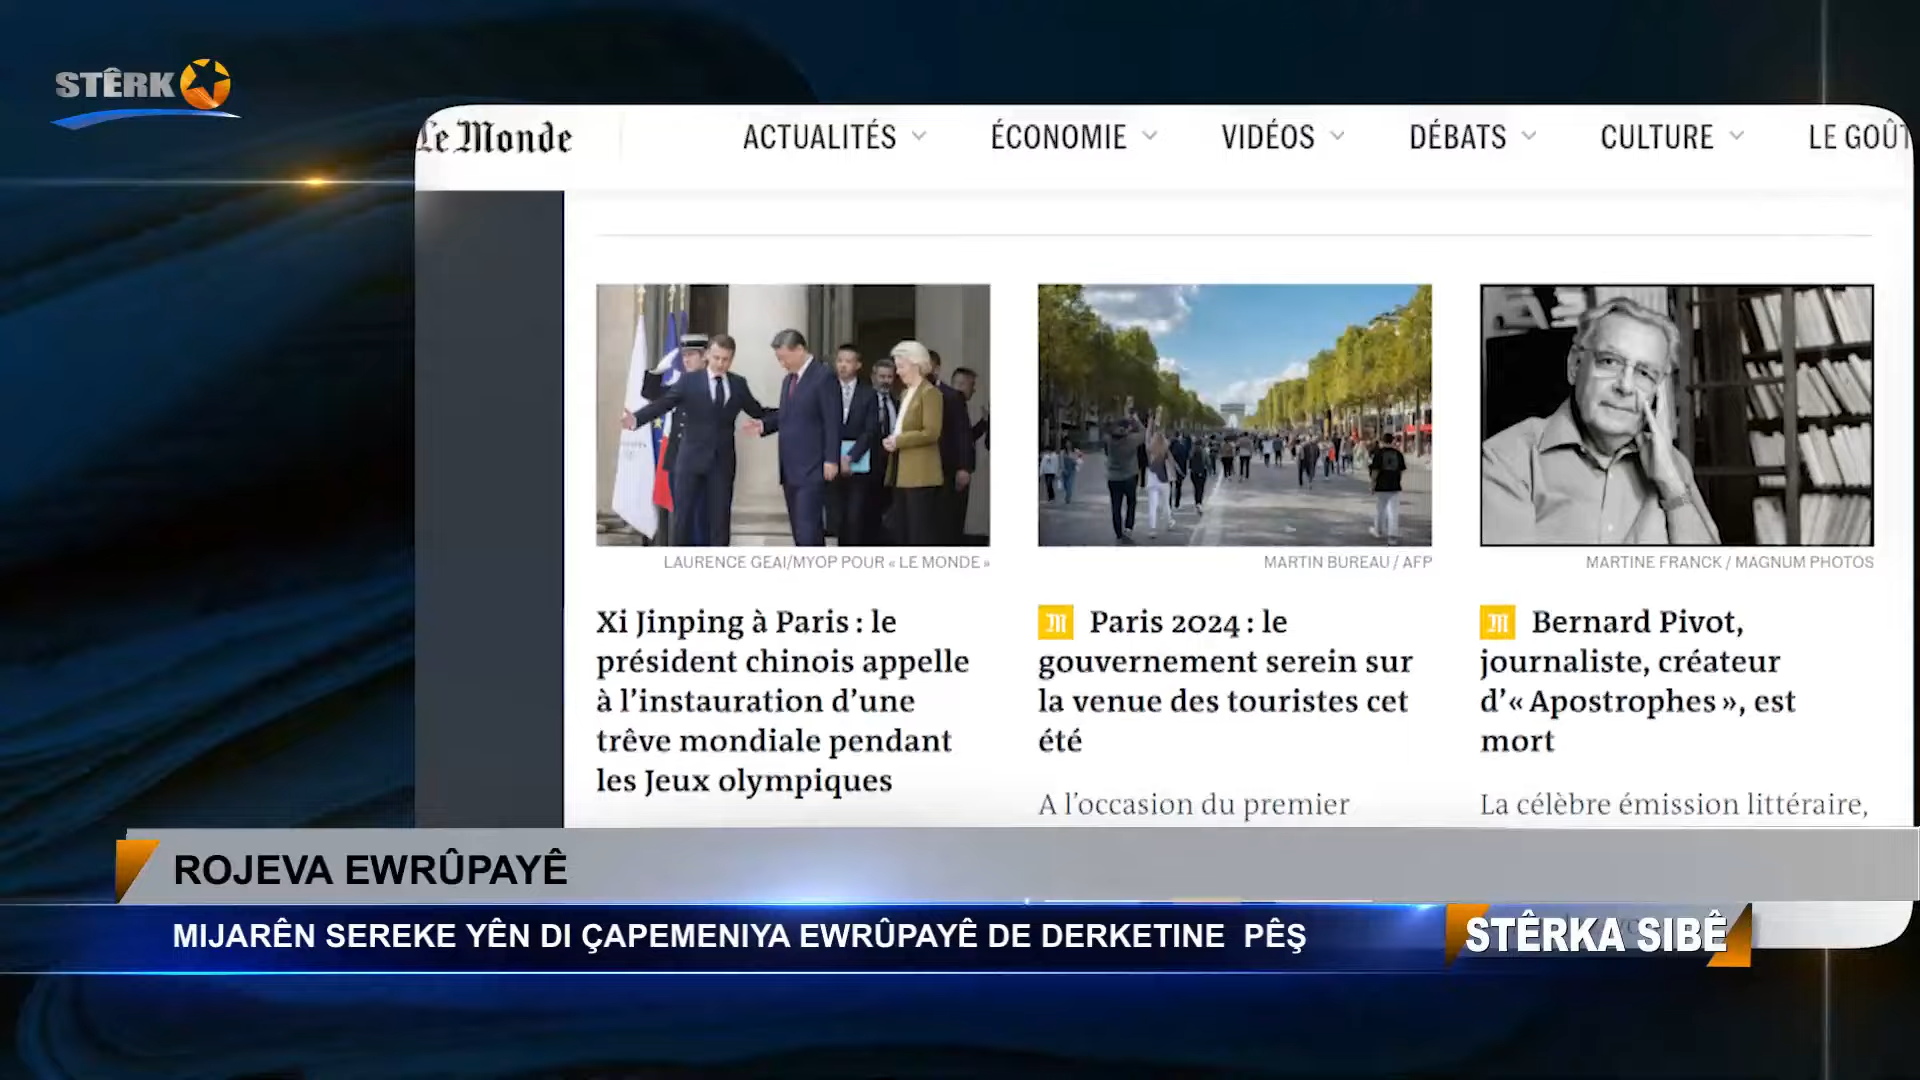 STÊRK
Le Monde
ACTUALITÉS
ÉCONOMIE
VIDÉOS
DÉBATS
CULTURE
LE GOÛT
LAURENCE GEAI/MYOP POUR « LE MONDE »
Xi Jinping à Paris : le
président chinois appelle
à l’instauration d’une
trêve mondiale pendant
les Jeux olympiques
MARTIN BUREAU / AFP
Paris 2024 : le
gouvernement serein sur
la venue des touristes cet
été
A l’occasion du premier
MARTINE FRANCK / MAGNUM PHOTOS
Bernard Pivot,
journaliste, créateur
d’« Apostrophes », est
mort
La célèbre émission littéraire,
ROJEVA EWRÛPAYÊ
MIJARÊN SEREKE YÊN DI ÇAPEMENIYA EWRÛPAYÊ DE DERKETINE PÊŞ
STÊRKA SIBÊ